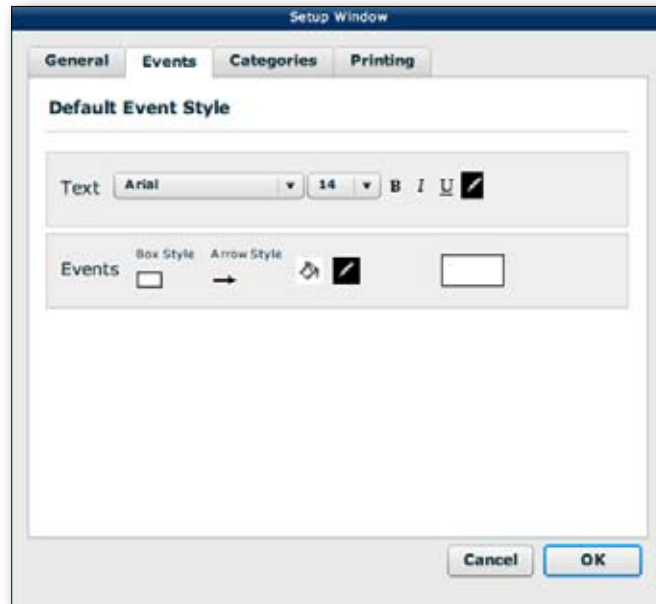 Setup Window
General Events Categories Printing
Default Event Style
Text Arial 14 B I U
Box Style Arrow Style
Events
Cancel OK